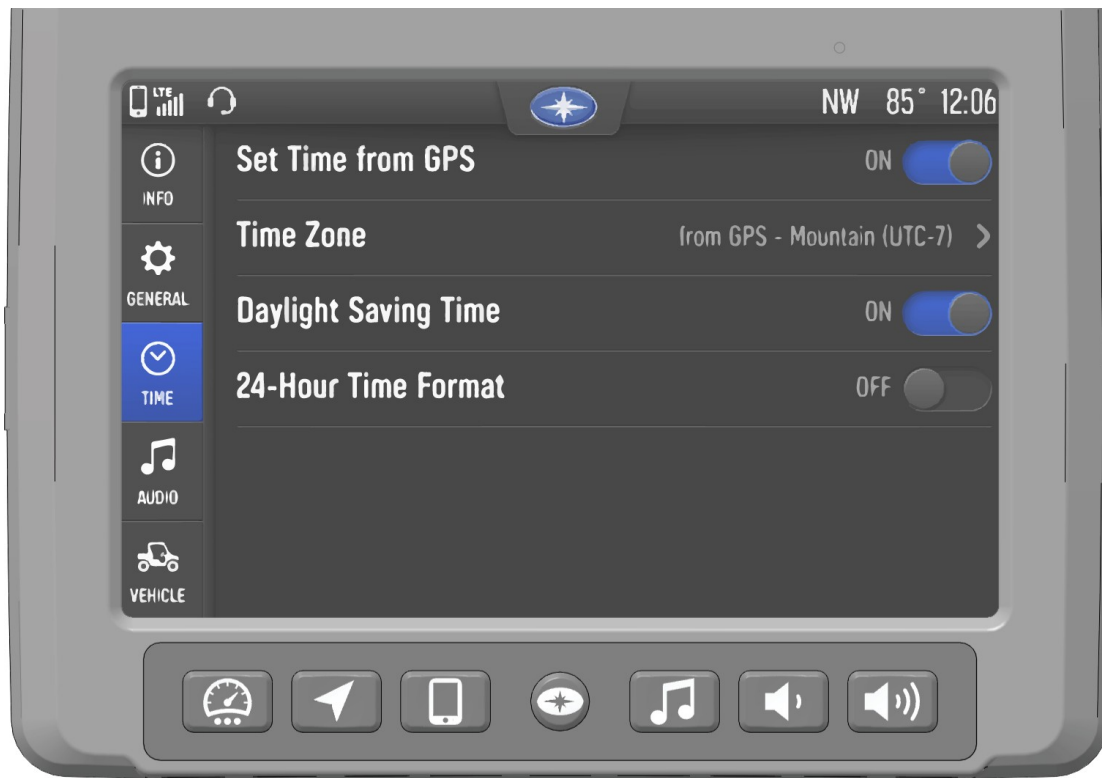 LTE
NW 85° 12:06
INFO
Set Time from GPS ON
GENERAL
Time Zone from GPS - Mountain (UTC-7)
Daylight Saving Time ON
TIME
24-Hour Time Format OFF
AUDIO
VEHICLE